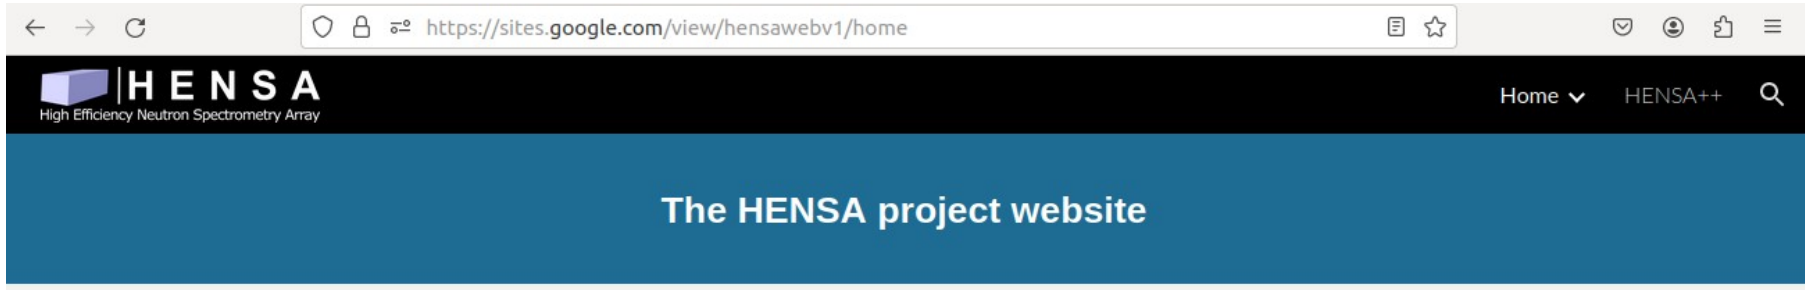 https://sites.google.com/view/hensawebv1/home
HENSA
High Efficiency Neutron Spectrometry Array
Home
HENSA++
The HENSA project website